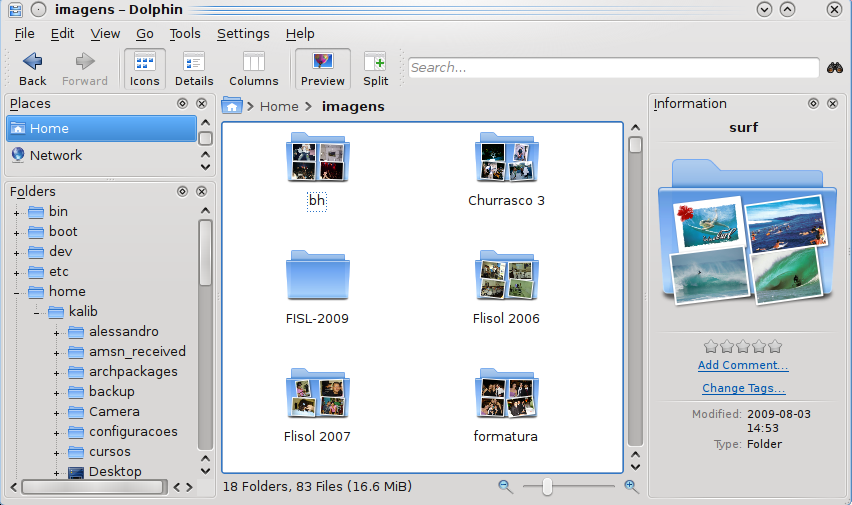 imagens – Dolphin
File Edit View Go Tools Settings Help
Back Forward Icons Details Columns Preview Split Search...
Places
Home
Network
Folders
bin
boot
dev
etc
home
kalib
alessandro
amsn_received
archpackages
backup
Camera
configuracoes
cursos
Desktop
Home imagens
bh Churrasco 3
FISL-2009 Flisol 2006
Flisol 2007 formatura
18 Folders, 83 Files (16.6 MiB)
Information
surf
Add Comment...
Change Tags...
Modified: 2009-08-03
14:53
Type: Folder